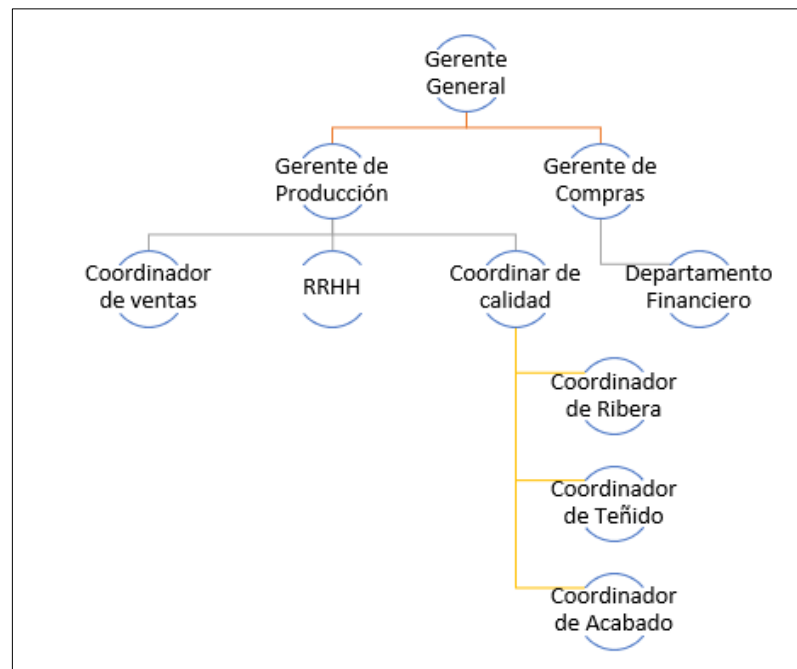 Gerente
General
Gerente de
Producción
Gerente de
Compras
Coordinador
de ventas
RRHH
Coordinar de
calidad
Departamento
Financiero
Coordinador
de Ribera
Coordinador
de Teñido
Coordinador
de Acabado